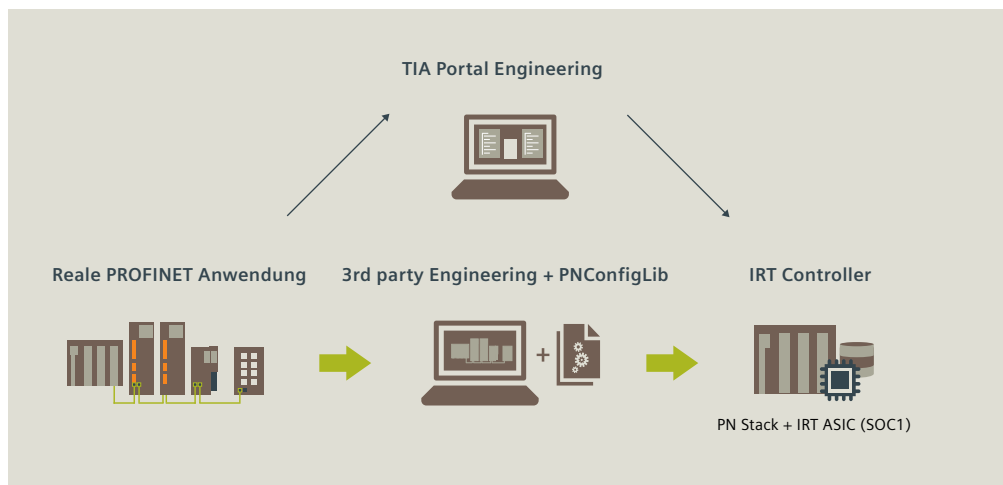 TIA Portal Engineering
Reale PROFINET Anwendung
3rd party Engineering + PNConfigLib
IRT Controller
+
PN Stack + IRT ASIC (SOC1)